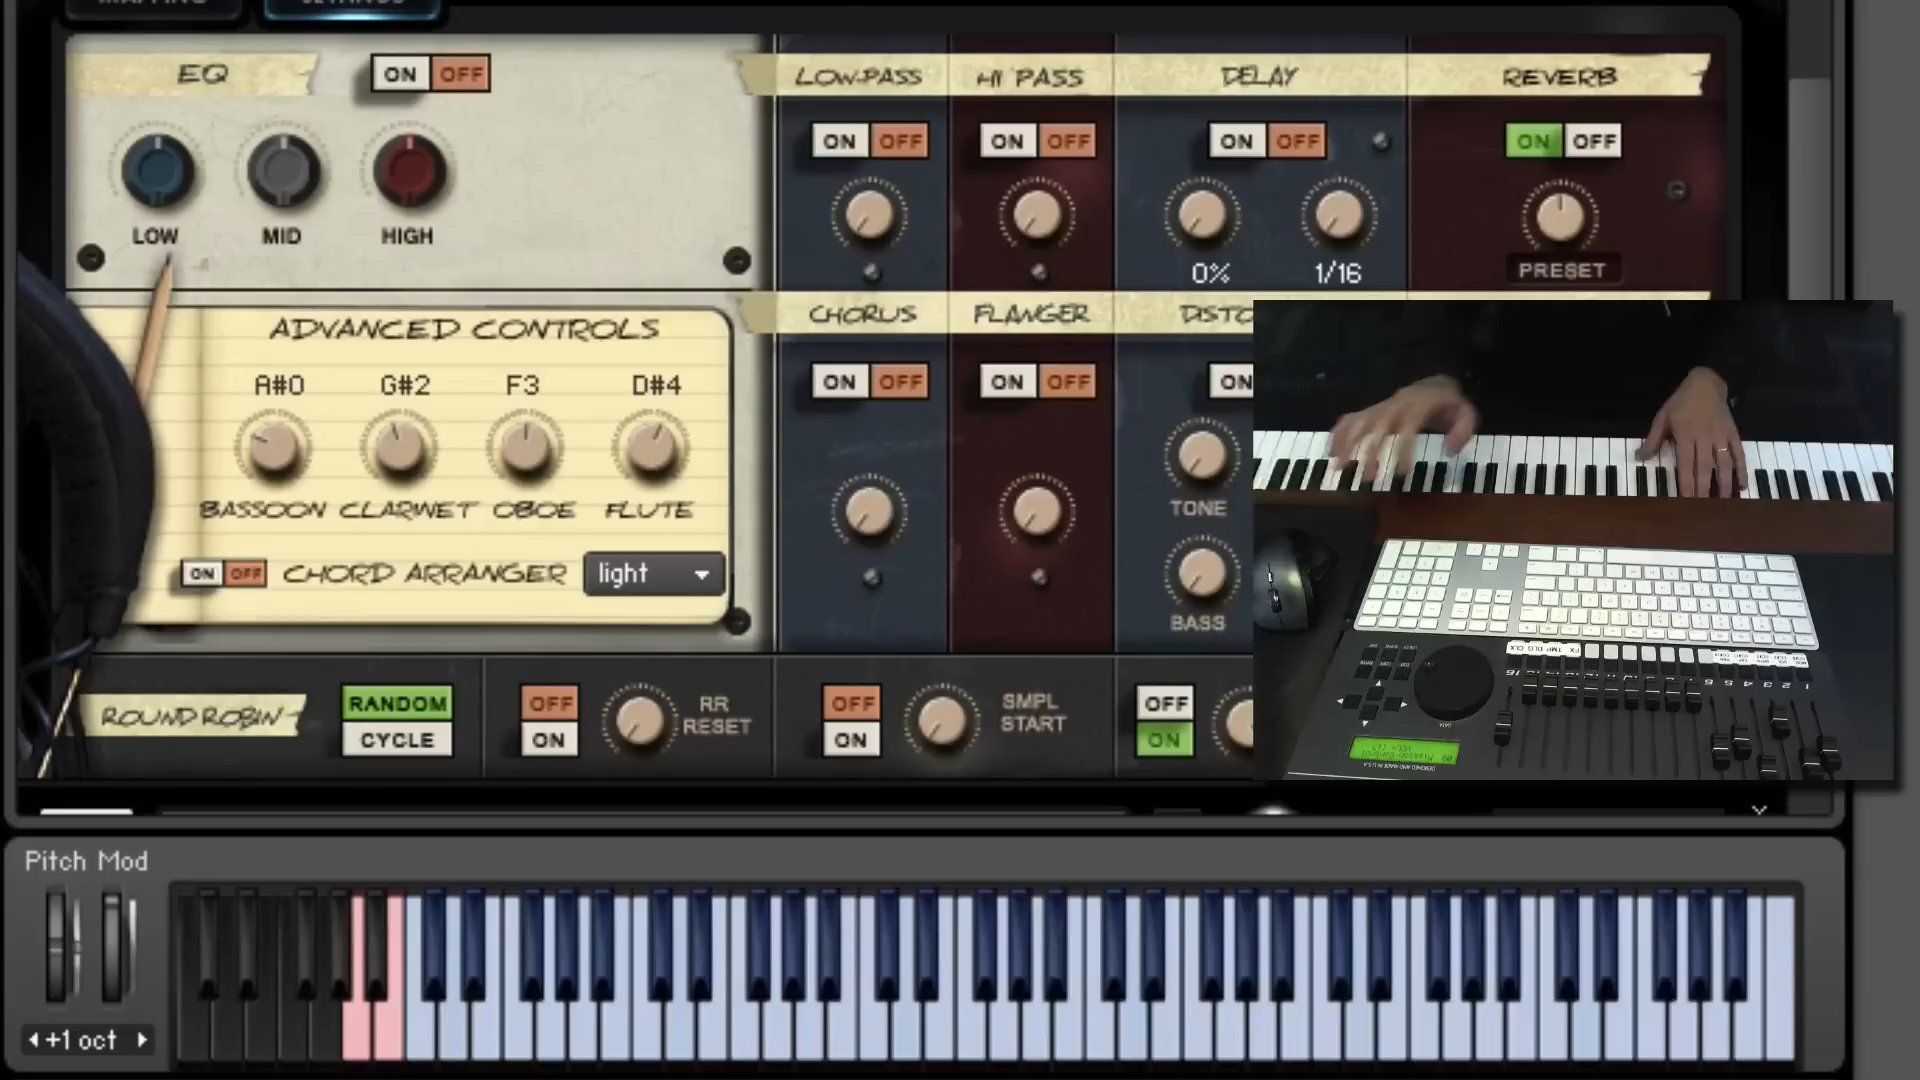 EQ
ON OFF
LOW MID HIGH
LOW-PASS
ON OFF
HI PASS
ON OFF
DELAY
ON OFF
0% 1/16
REVERB
ON OFF
PRESET
ADVANCED CONTROLS
A#0 G#2 F3 D#4
BASSOON CLARINET OBOE FLUTE
ON OFF CHORD ARRANGER light
CHORUS
ON OFF
FLANGER
ON OFF
DISTO
ON
TONE
BASS
ROUND ROBIN
RANDOM
CYCLE
OFF
ON
RR
RESET
OFF
ON
SMPL
START
OFF
ON
Pitch Mod
+1 oct